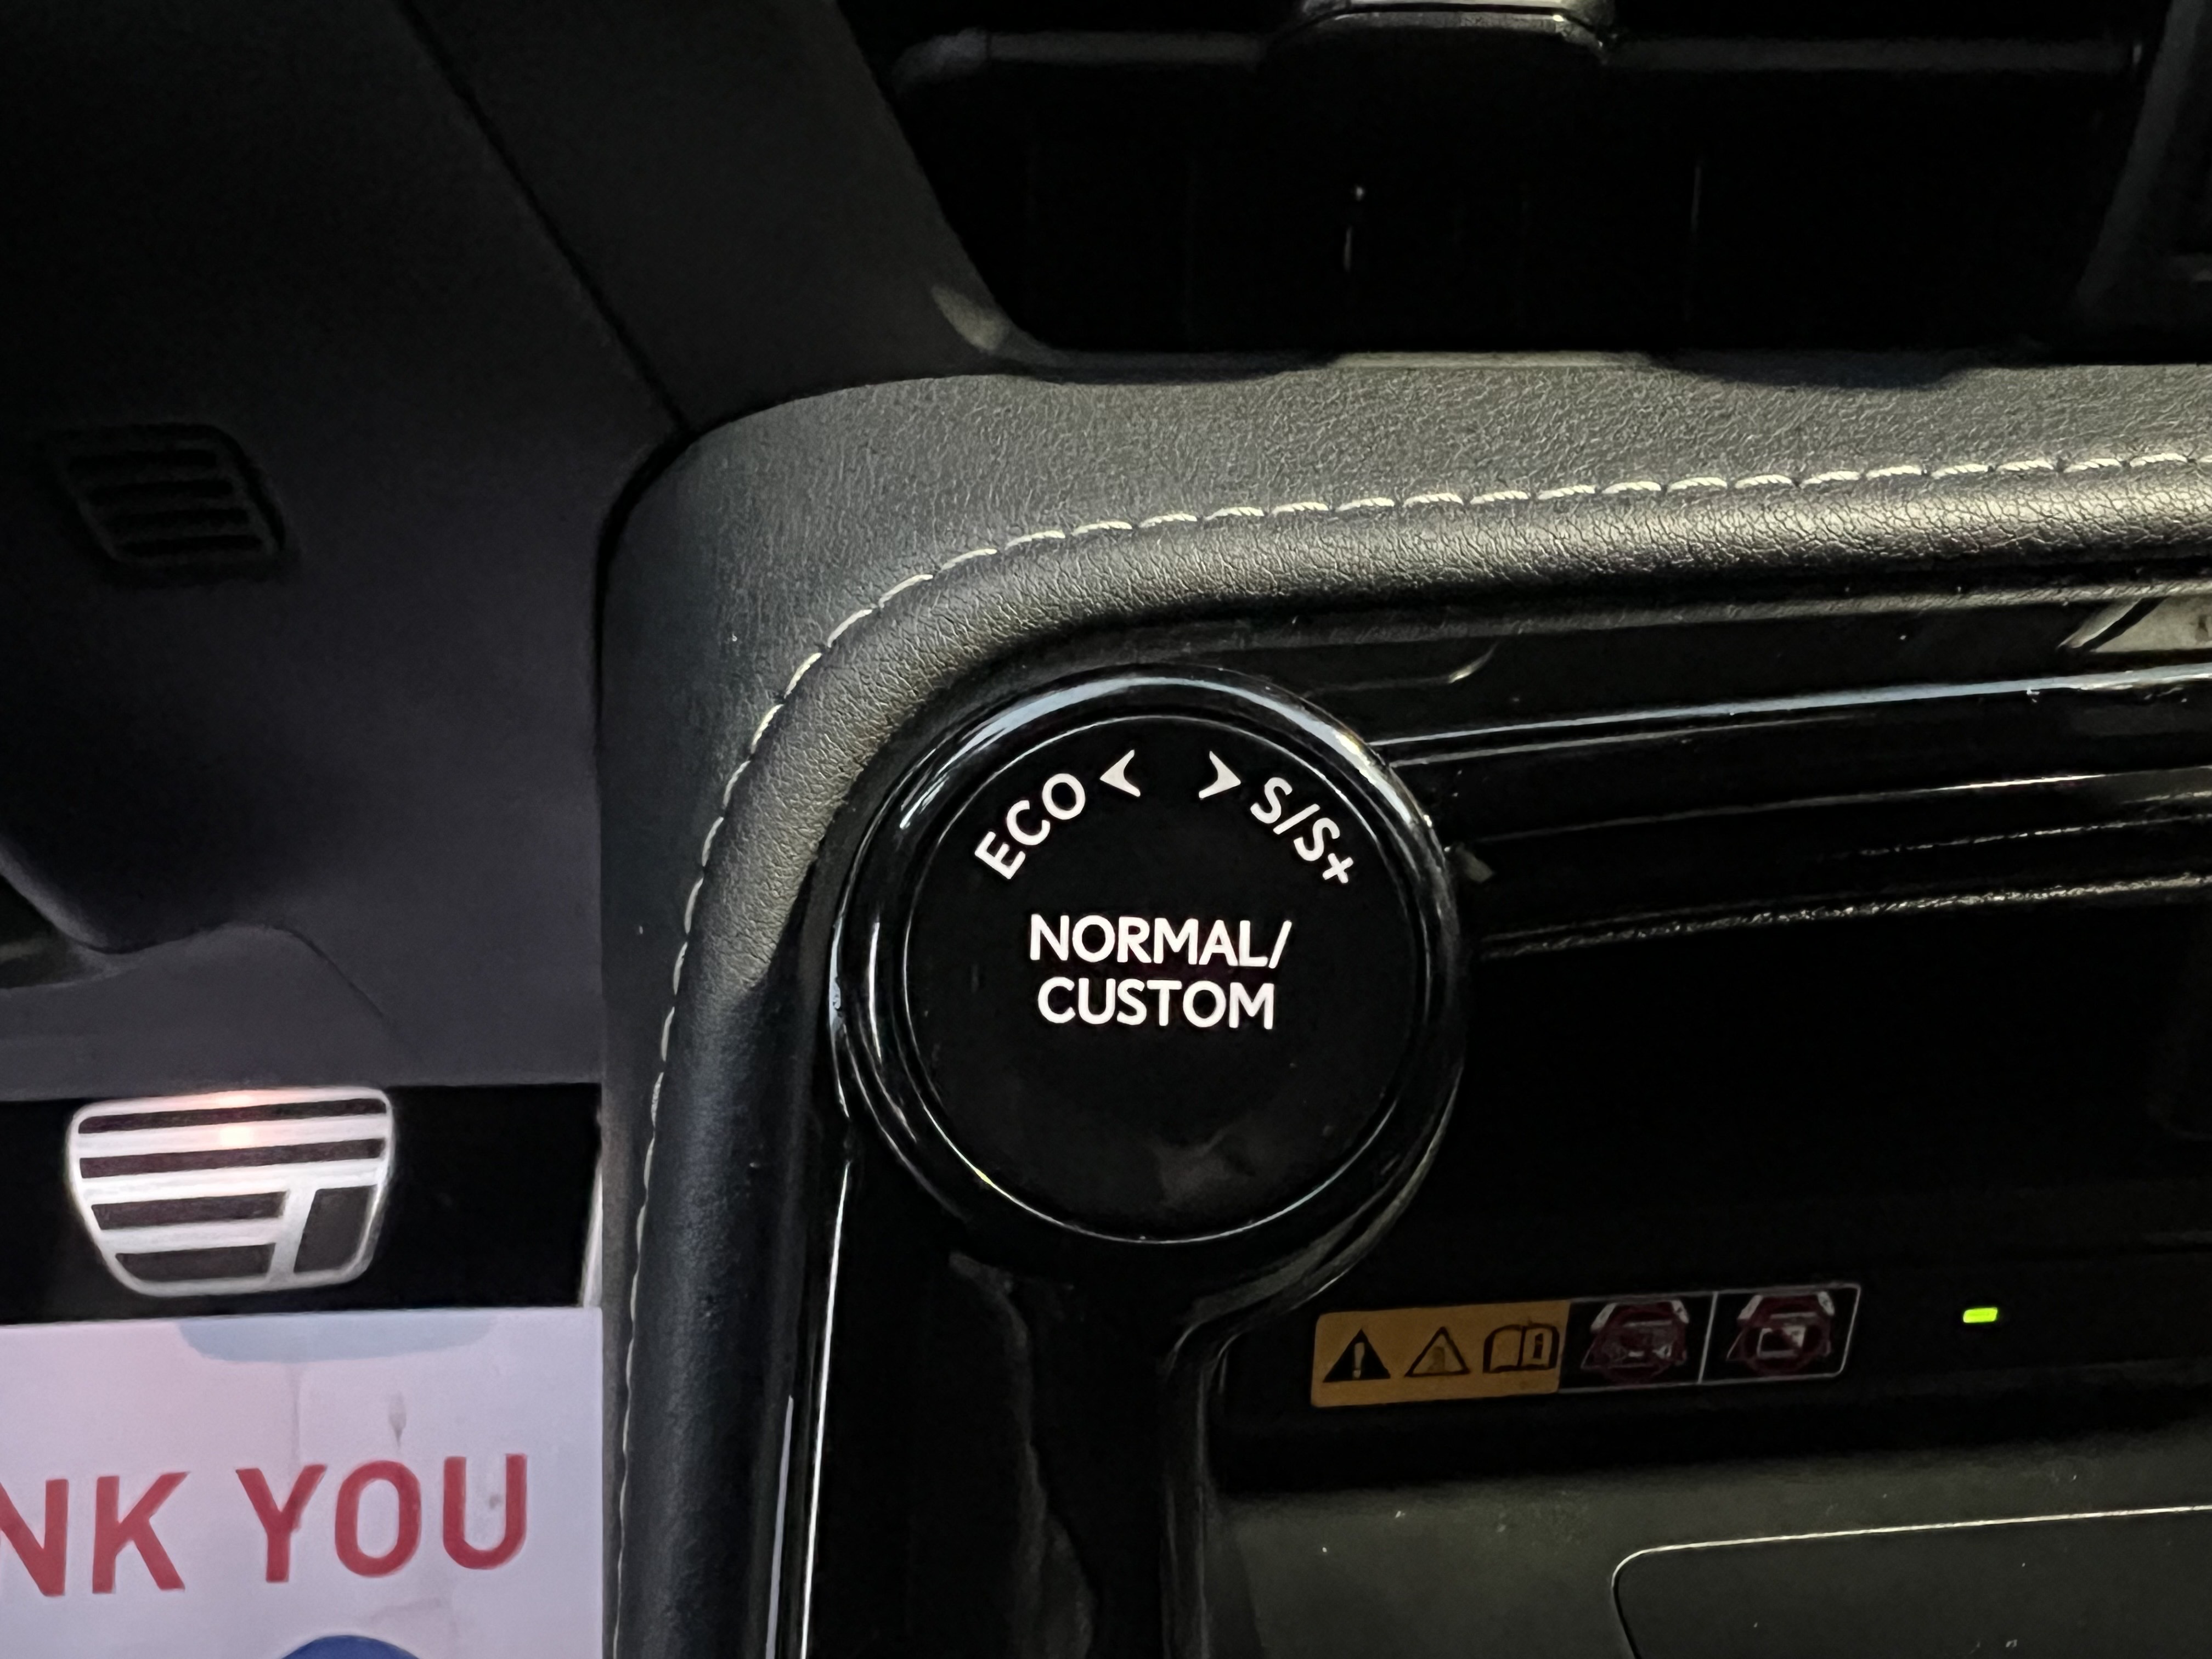 ECO
S/S+
NORMAL/
CUSTOM
NK YOU